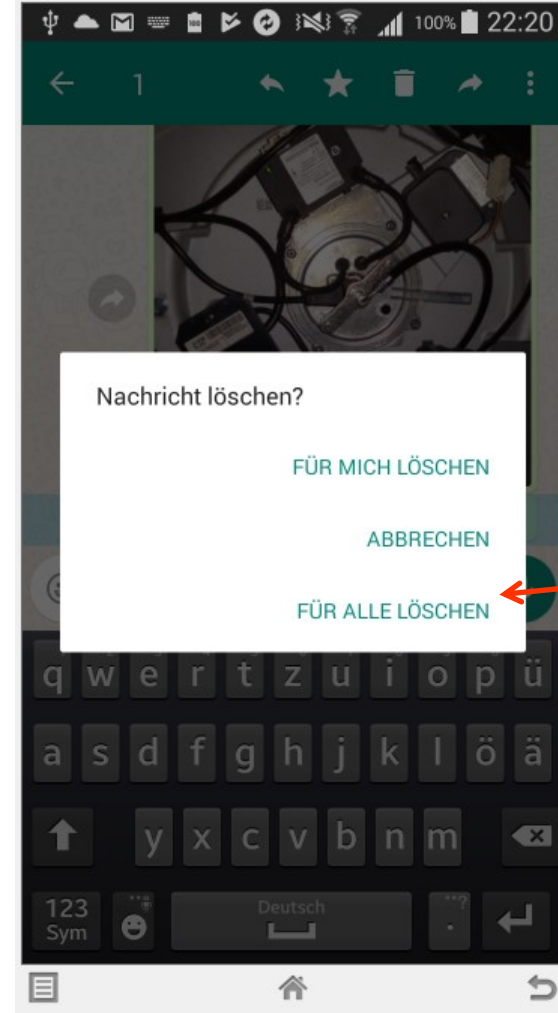 100% 22:20
1
Nachricht löschen?
FÜR MICH LÖSCHEN
ABBRECHEN
FÜR ALLE LÖSCHEN
q w e r t z u i o p ü
a s d f g h j k l ö ä
y x c v b n m
123 Deutsch .
Sym